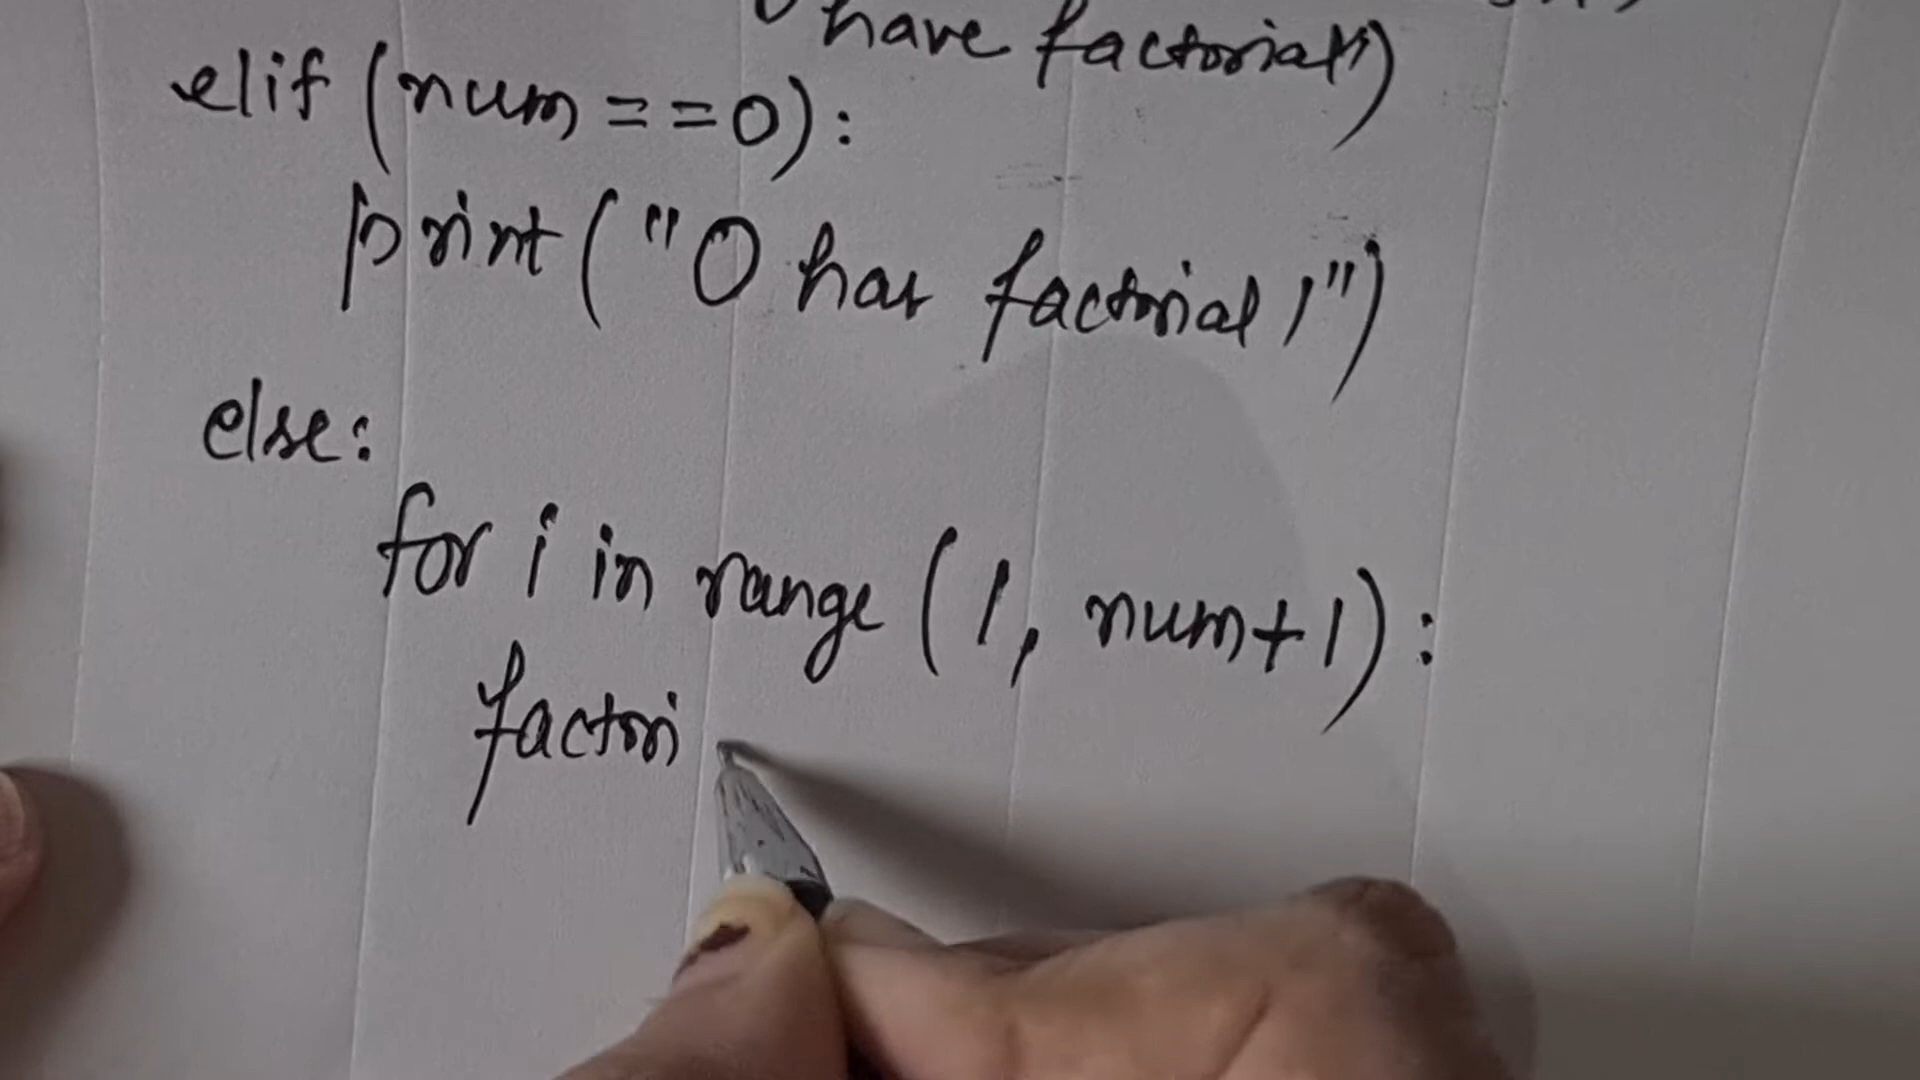 have factorial")
elif (num ==0):
print ("0 has factorial 1")
else:
for i in range (1, num+1):
factori